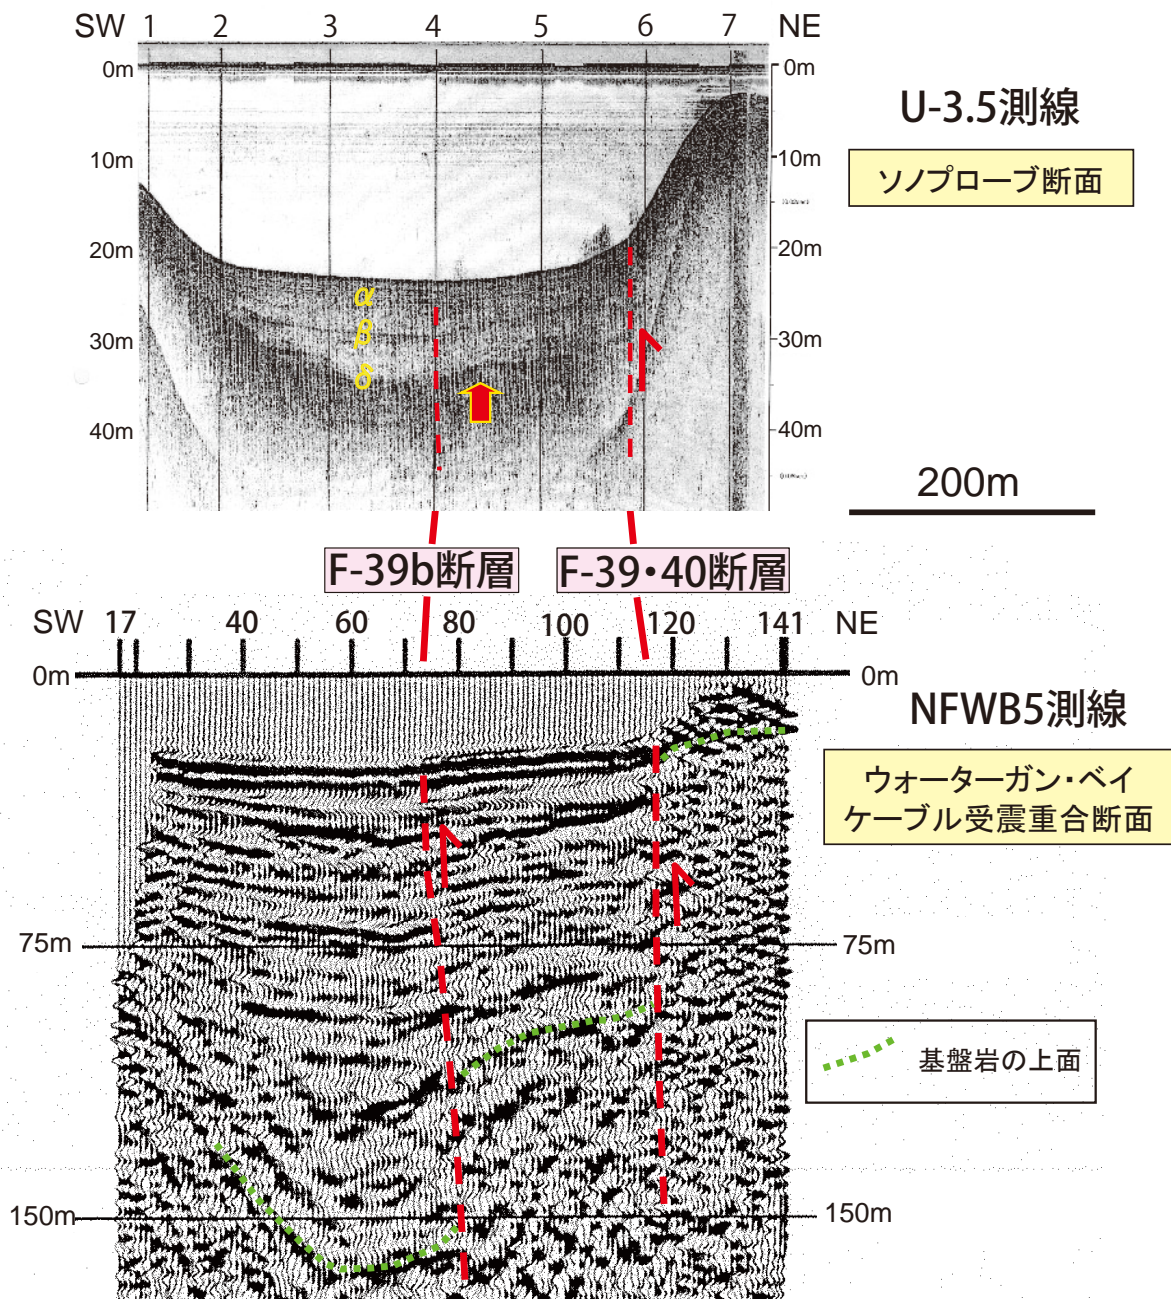 SW 1 2 3 4 5 6 7 NE
0m 0m
U-3.5測線
10m 10m
ソノプローブ断面
20m 20m
α
β
30m 30m
δ
40m 40m
200m
F-39b断層 F-39・40断層
SW 17 40 60 80 100 120 141 NE
0m 0m
NFWB5測線
ウォーターガン・ベイ
ケーブル受震重合断面
75m 75m
基盤岩の上面
150m 150m